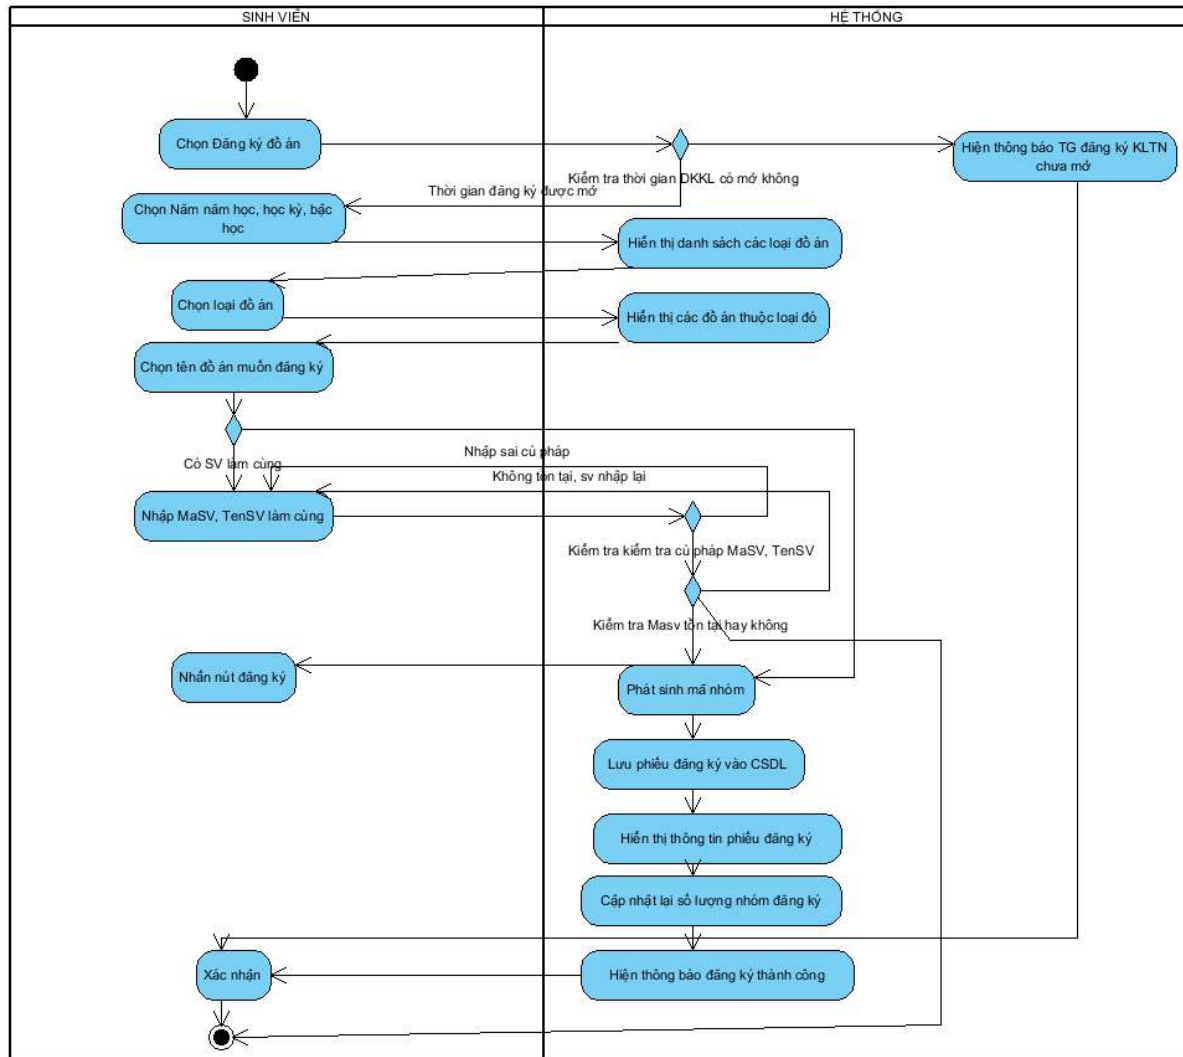 SINH VIÊN
HỆ THỐNG
Chọn Đăng ký đồ án
Hiện thông báo TG đăng ký KLTN
chưa mở
Kiểm tra thời gian DKKL có mở không
Thời gian đăng ký được mở
Chọn Năm năm học, học kỳ, bậc
học
Hiển thị danh sách các loại đồ án
Chọn loại đồ án
Hiển thị các đồ án thuộc loại đó
Chọn tên đồ án muốn đăng ký
Nhập sai cú pháp
Có SV làm cùng
Không tồn tại, sv nhập lại
Nhập MaSV, TenSV làm cùng
Kiểm tra kiểm tra cú pháp MaSV, TenSV
Kiểm tra Masv tồn tại hay không
Nhấn nút đăng ký
Phát sinh mã nhóm
Lưu phiếu đăng ký vào CSDL
Hiển thị thông tin phiếu đăng ký
Cập nhật lại số lượng nhóm đăng ký
Xác nhận
Hiện thông báo đăng ký thành công